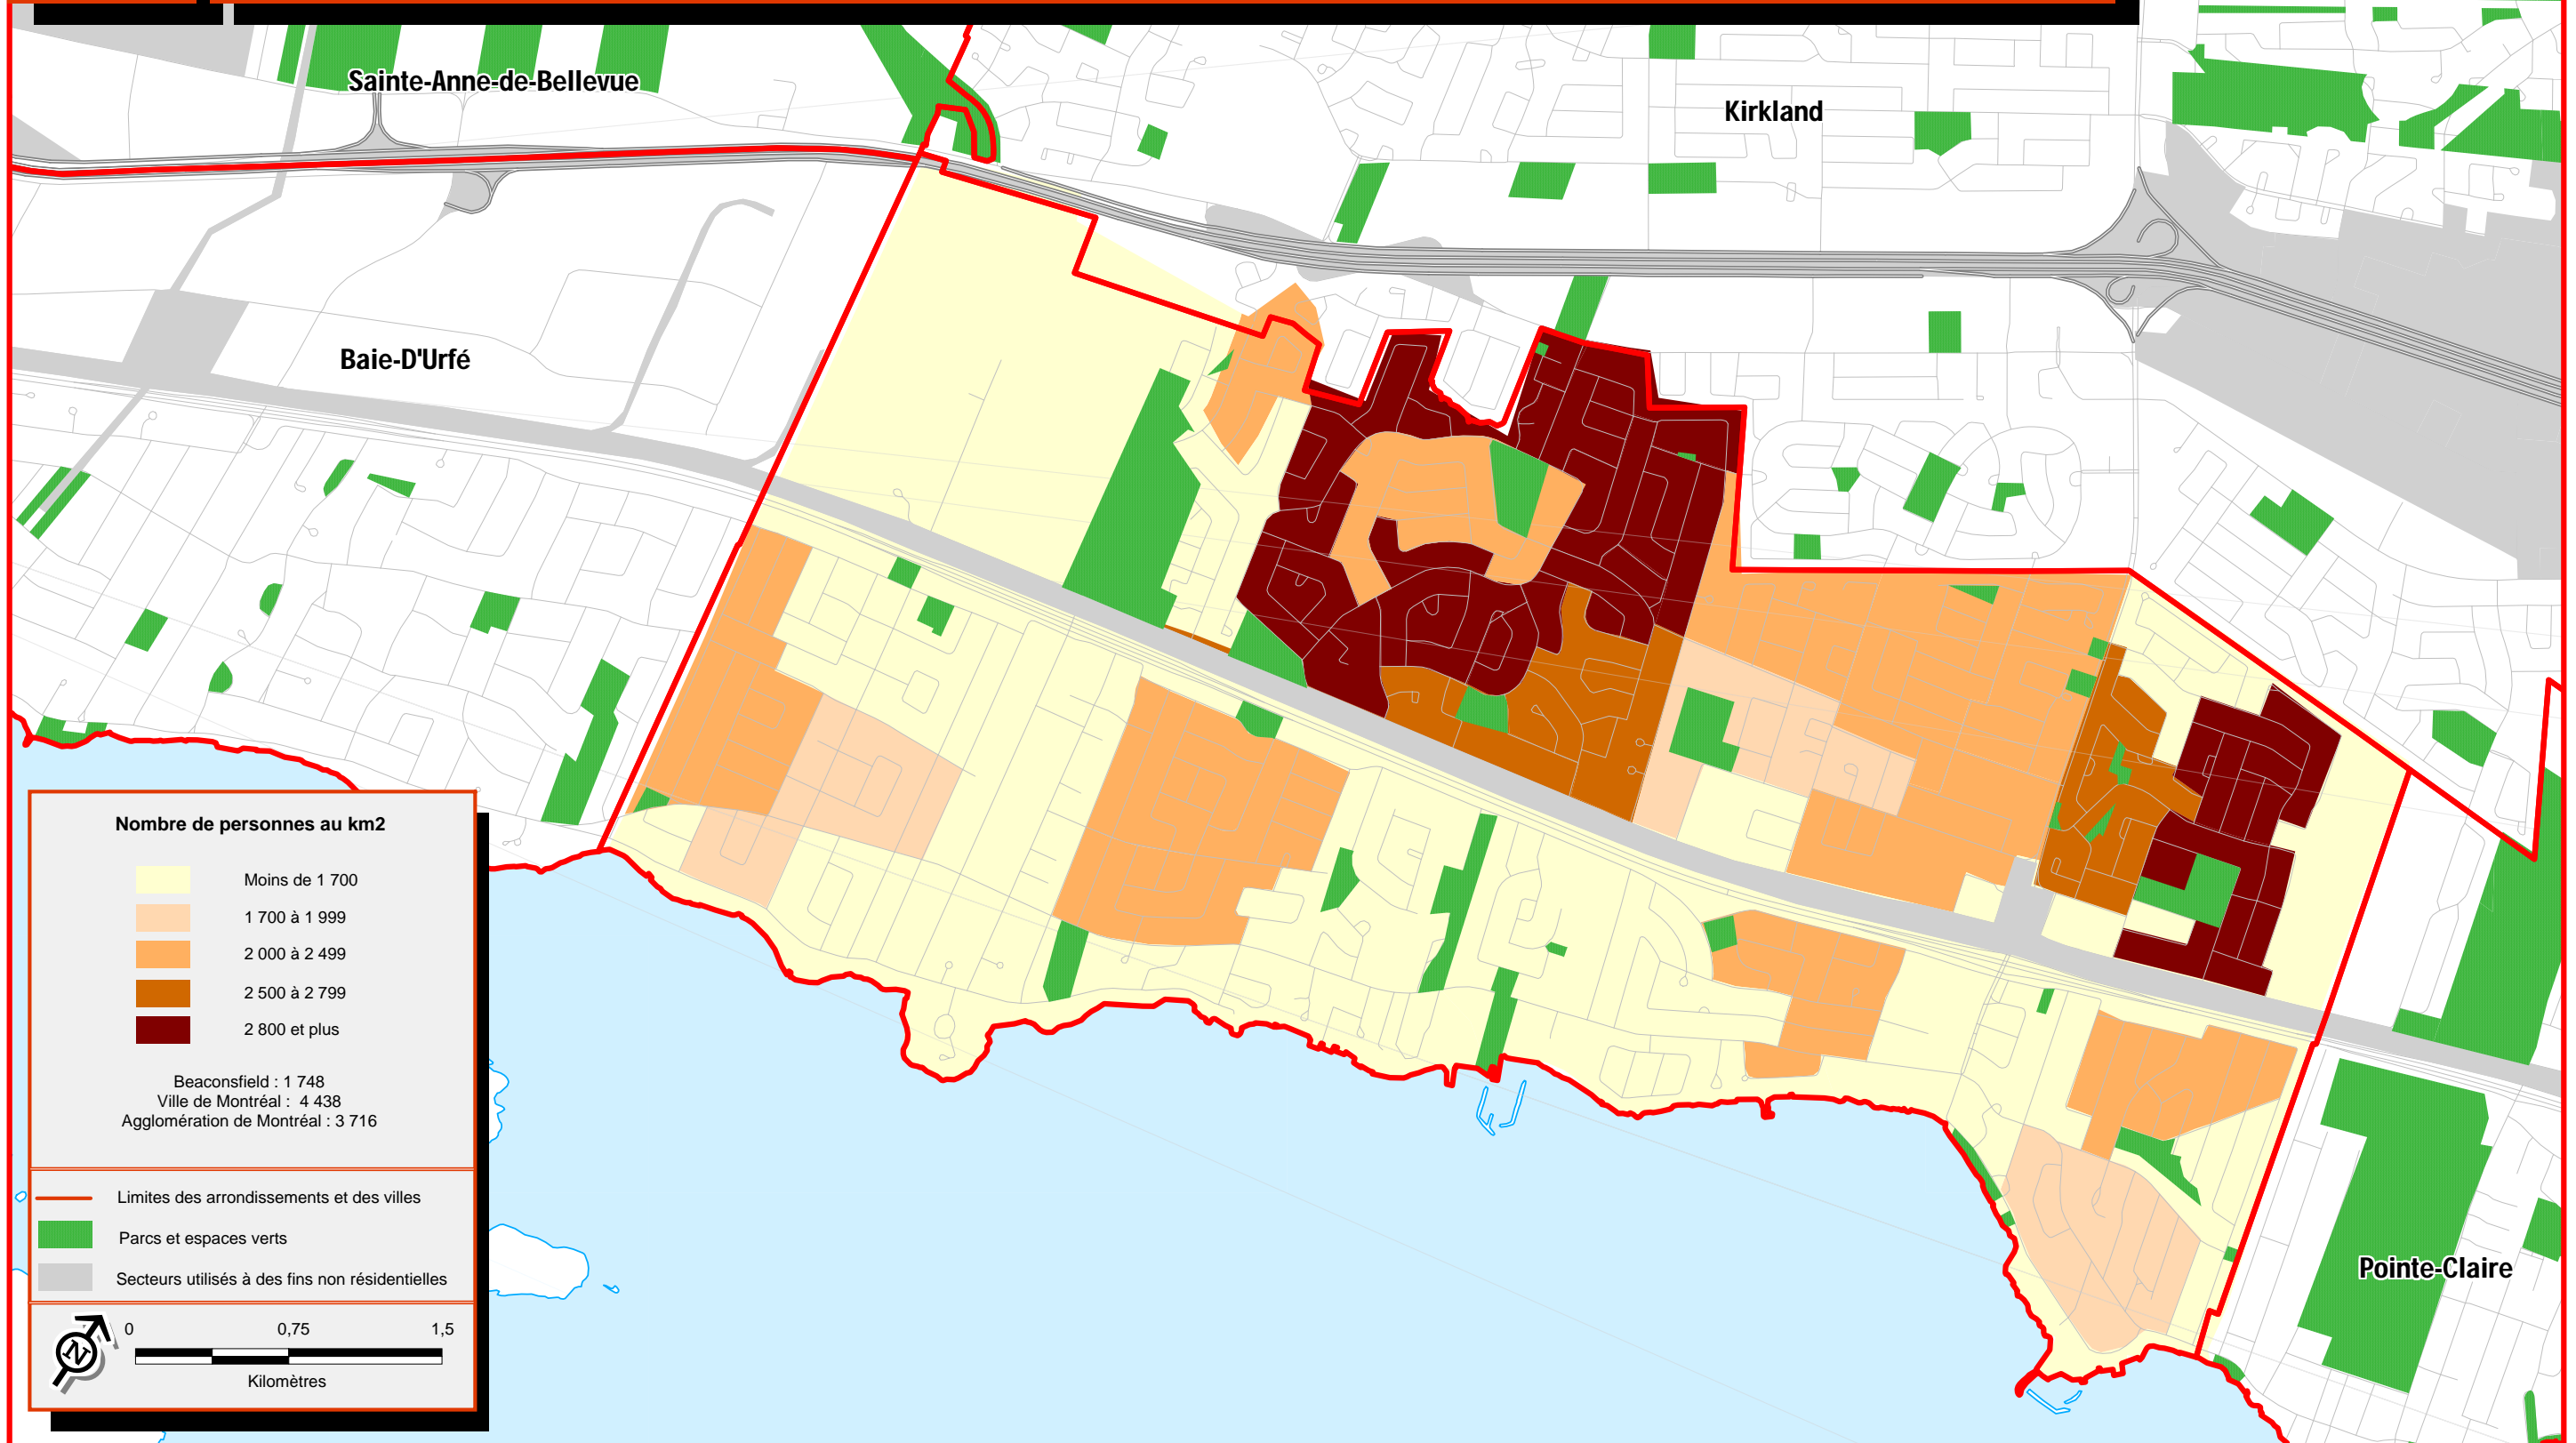 Sainte-Anne-de-Bellevue
Kirkland
Baie-D'Urfé
Pointe-Claire
Nombre de personnes au km2
Moins de 1 700
1 700 à 1 999
2 000 à 2 499
2 500 à 2 799
2 800 et plus
Beaconsfield : 1 748
Ville de Montréal : 4 438
Agglomération de Montréal : 3 716
Limites des arrondissements et des villes
Parcs et espaces verts
Secteurs utilisés à des fins non résidentielles
N
0 0,75 1,5
Kilomètres